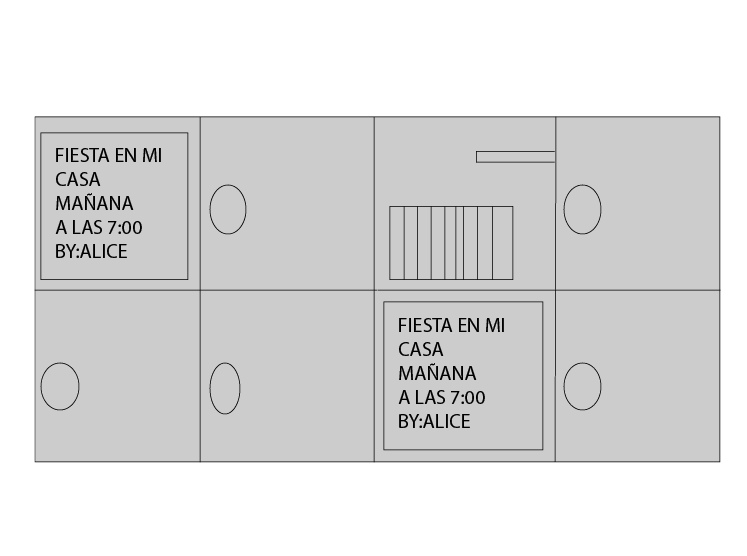 FIESTA EN MI
CASA
MAÑANA
A LAS 7:00
BY:ALICE
FIESTA EN MI
CASA
MAÑANA
A LAS 7:00
BY:ALICE